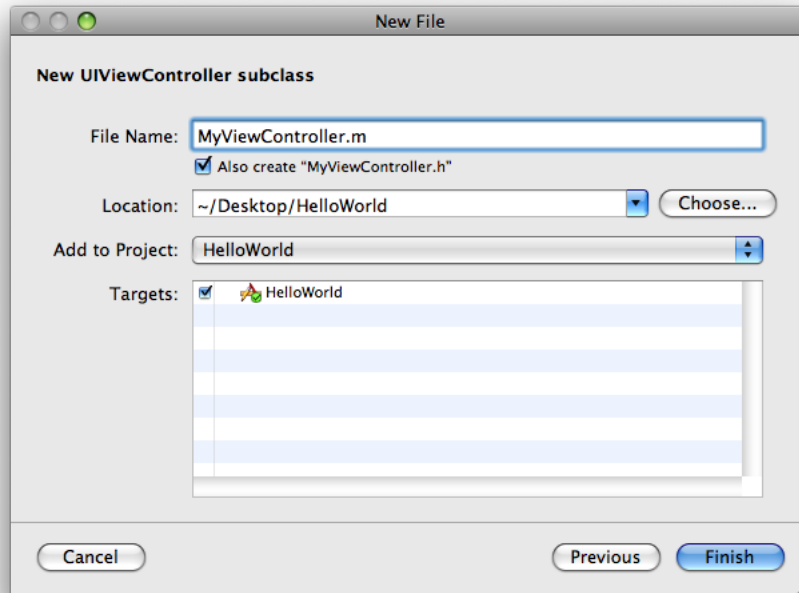 New File
New UIViewController subclass
File Name: MyViewController.m
Also create “MyViewController.h”
Location: ~/Desktop/HelloWorld Choose...
Add to Project: HelloWorld
Targets: HelloWorld
Cancel Previous Finish